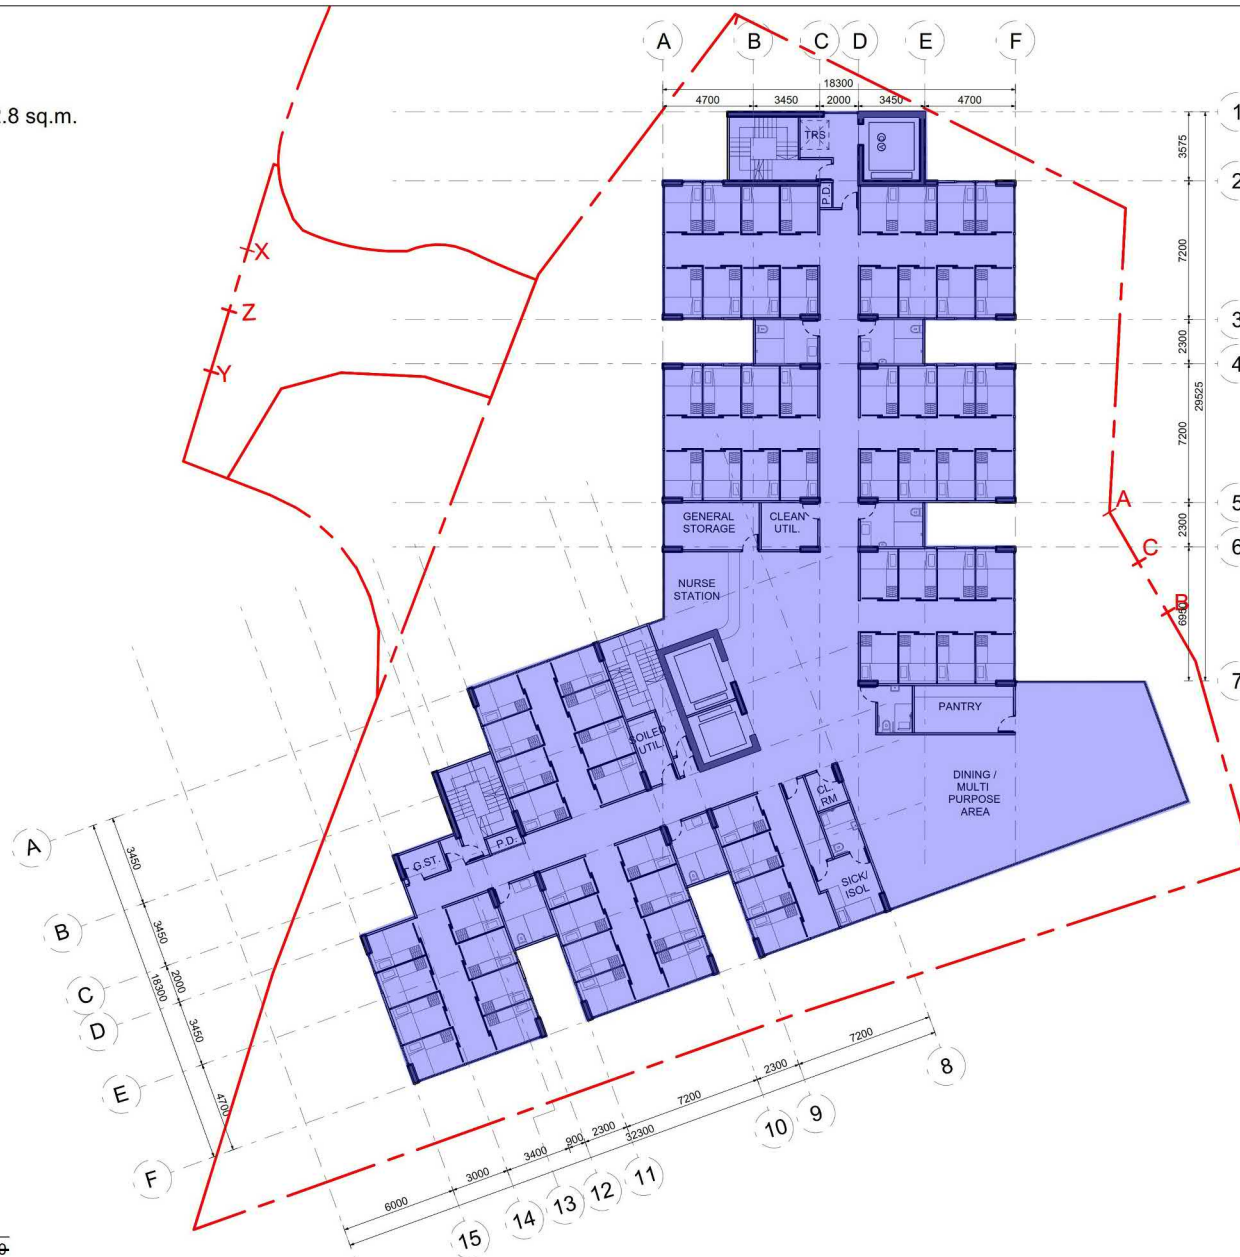 A B C D E F
18300
4700 3450 2000 3450 4700
.8 sq.m.
1
3575
2
7200
3
2300
4
29525
7200
5
2300
6
6950
7
TRS
P.D.
X
Z
Y
A
C
B
GENERAL
STORAGE
CLEAN
UTIL.
NURSE
STATION
PANTRY
SOILED
UTIL.
DINING /
MULTI
PURPOSE
AREA
CL.
RM
SICK/
ISOL
P.D.
G.ST.
A
B
C
D
E
F
3450
3450
2000
18300
3450
4700
7200
2300
7200
2300
900
3400
3000
6000
32300
8
9
10
11
12
13
14
15